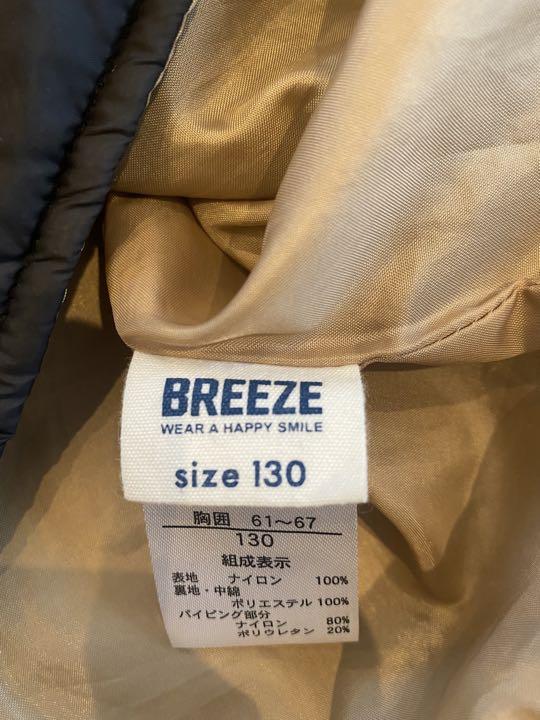 BREEZE
WEAR A HAPPY SMILE
size 130
胸囲 61〜67
130
組成表示
表地 ナイロン 100%
裏地・中綿
ポリエステル 100%
パイピング部分
ナイロン 80%
ポリウレタン 20%